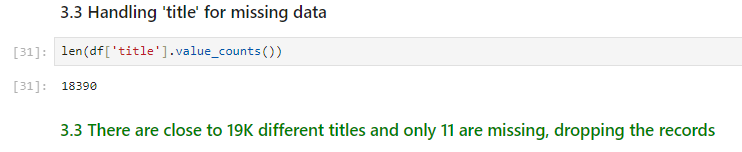 3.3 Handling 'title' for missing data
[31]: len(df['title'].value_counts())
[31]: 18390
3.3 There are close to 19K different titles and only 11 are missing, dropping the records